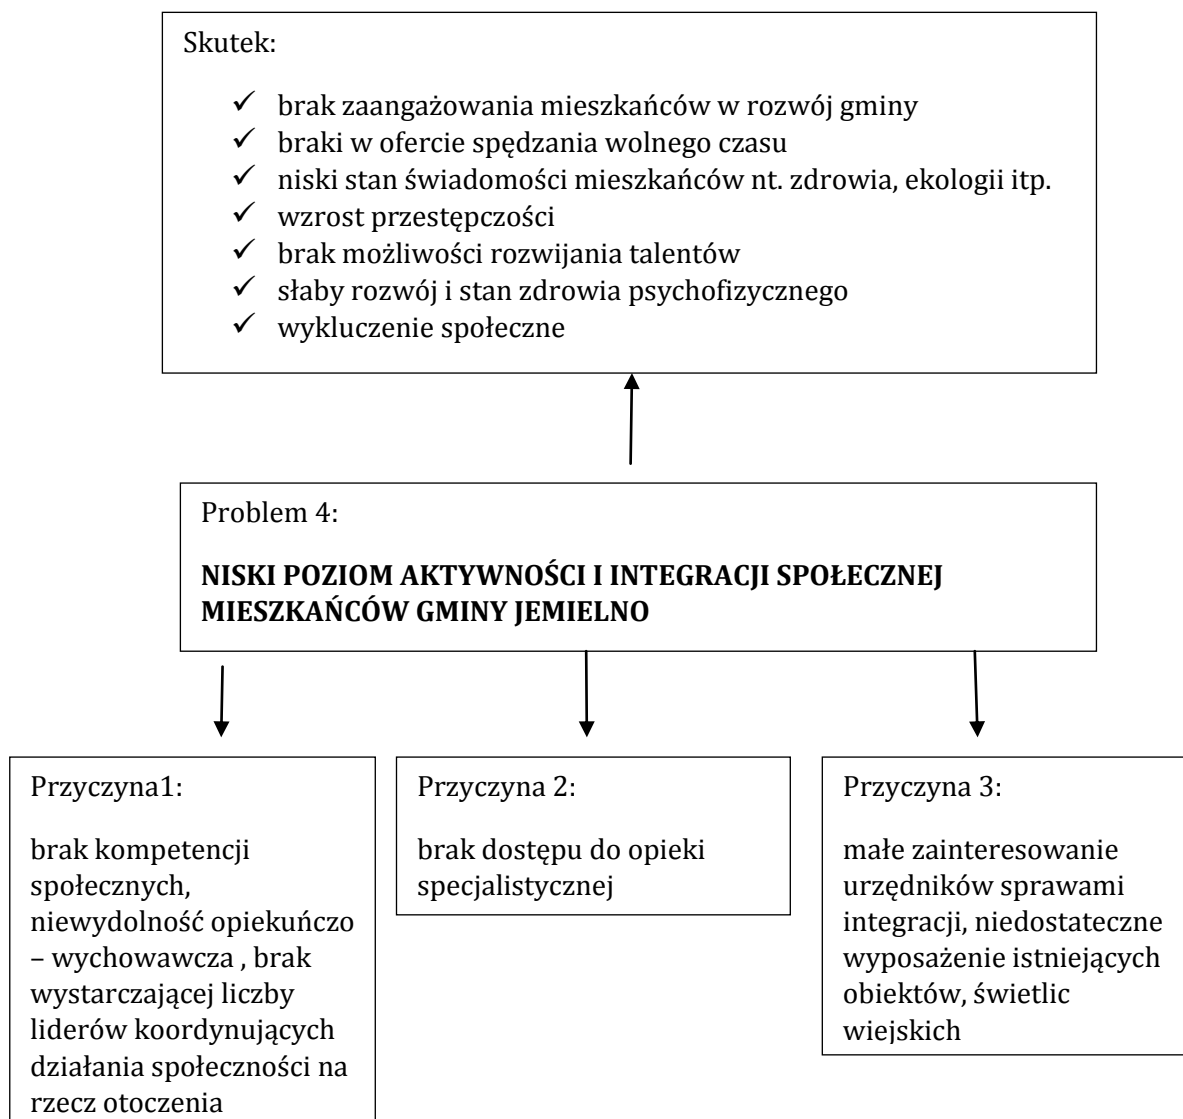 Skutek:
✓ brak zaangażowania mieszkańców w rozwój gminy
✓ braki w ofercie spędzania wolnego czasu
✓ niski stan świadomości mieszkańców nt. zdrowia, ekologii itp.
✓ wzrost przestępczości
✓ brak możliwości rozwijania talentów
✓ słaby rozwój i stan zdrowia psychofizycznego
✓ wykluczenie społeczne
Problem 4:
NISKI POZIOM AKTYWNOŚCI I INTEGRACJI SPOŁECZNEJ
MIESZKAŃCÓW GMINY JEMIELNO
Przyczyna1:
brak kompetencji
społecznych,
niewydolność opiekuńczo
– wychowawcza , brak
wystarczającej liczby
liderów koordynujących
działania społeczności na
rzecz otoczenia
Przyczyna 2:
brak dostępu do opieki
specjalistycznej
Przyczyna 3:
małe zainteresowanie
urzędników sprawami
integracji, niedostateczne
wyposażenie istniejących
obiektów, świetlic
wiejskich